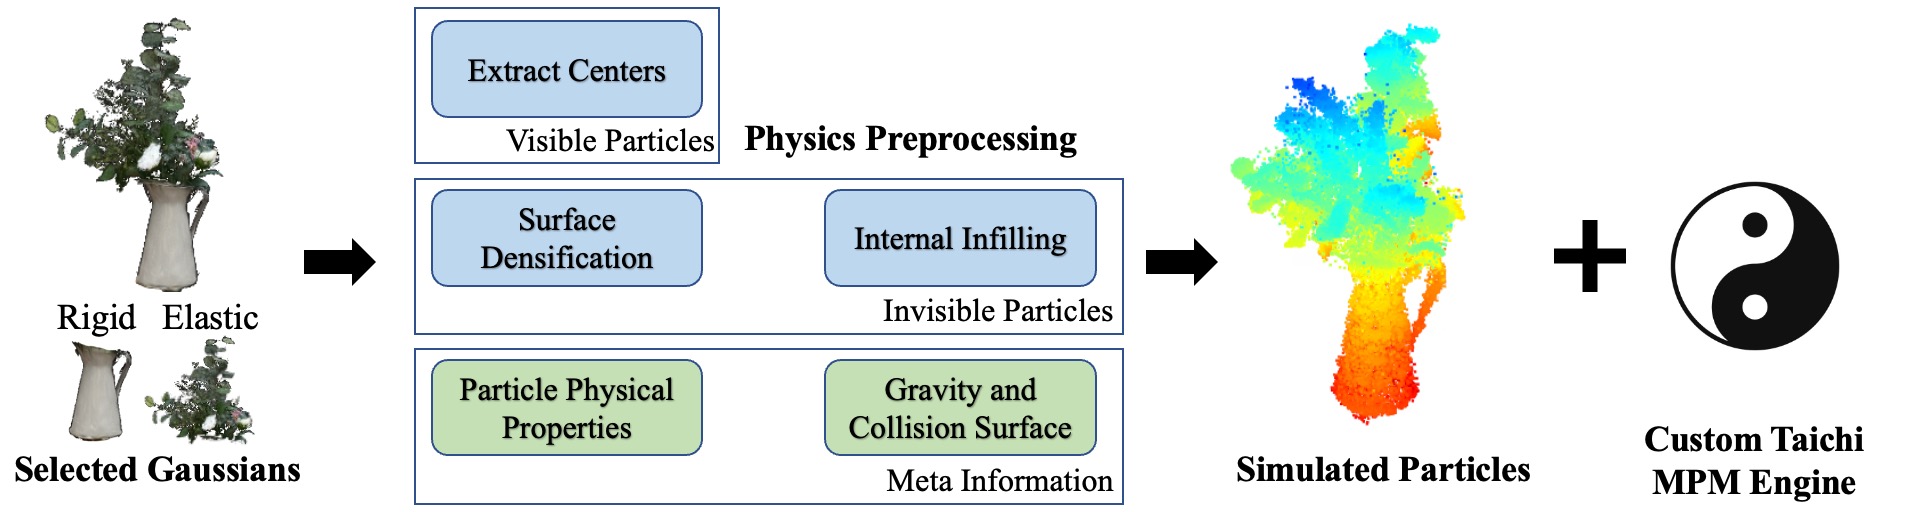 Rigid Elastic
Selected Gaussians
Extract Centers
Visible Particles
Physics Preprocessing
Surface
Densification
Internal Infilling
Invisible Particles
Particle Physical
Properties
Gravity and
Collision Surface
Meta Information
Simulated Particles
Custom Taichi
MPM Engine